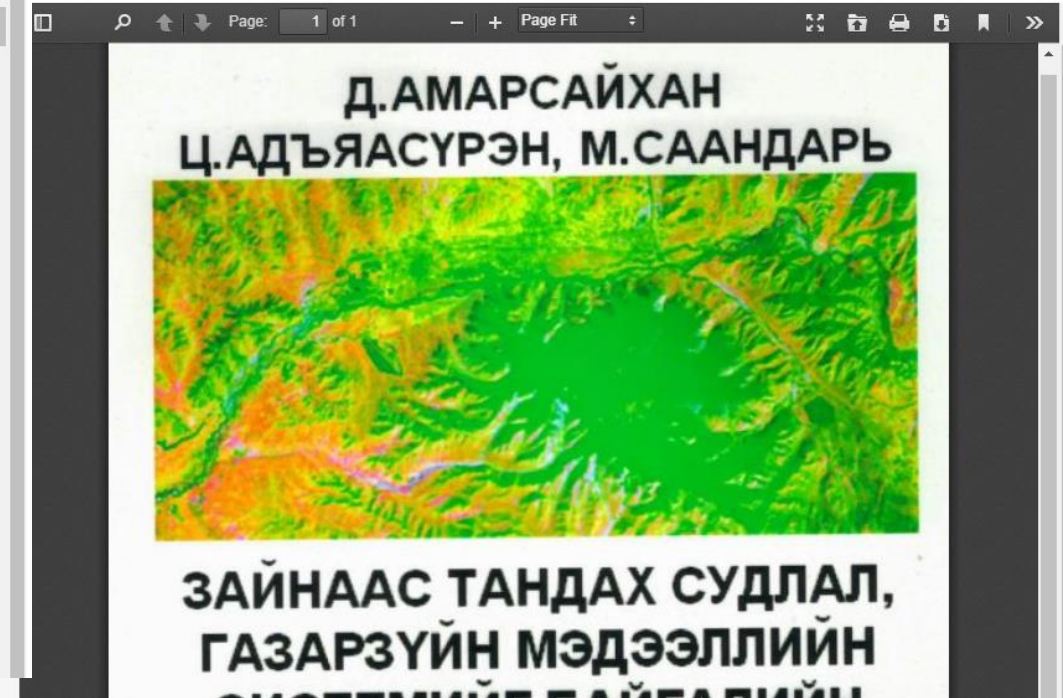 Page: 1 of 1 Page Fit
Д.АМАРСАЙХАН
Ц.АДЪЯАСҮРЭН, М.СААНДАРЬ
ЗАЙНААС ТАНДАХ СУДЛАЛ,
ГАЗАРЗҮЙН МЭДЭЭЛЛИЙН